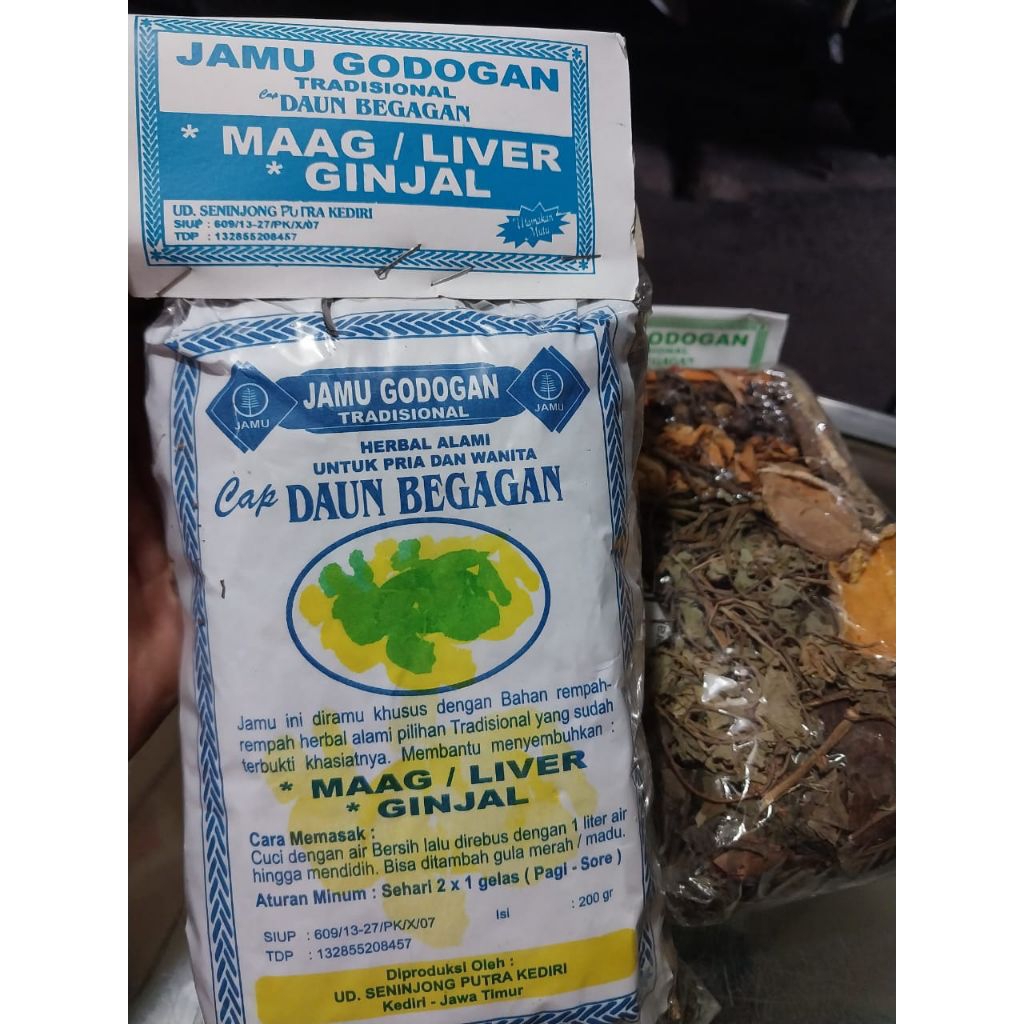 JAMU GODOGAN
TRADISIONAL
Cap DAUN BEGAGAN
* MAAG / LIVER
* GINJAL
UD. SENINJONG PUTRA KEDIRI
SIUP : 609/13-27/PK/X/07
TDP : 132855208457
Utamakan
Mutu
JAMU
JAMU GODOGAN
TRADISIONAL
JAMU
HERBAL ALAMI
UNTUK PRIA DAN WANITA
Cap DAUN BEGAGAN
Jamu ini diramu khusus dengan Bahan rempah-
rempah herbal alami pilihan Tradisional yang sudah
terbukti khasiatnya. Membantu menyembuhkan :
* MAAG / LIVER
* GINJAL
Cara Memasak :
Cuci dengan air Bersih lalu direbus dengan 1 liter air
hingga mendidih. Bisa ditambah gula merah / madu.
Aturan Minum : Sehari 2 x 1 gelas ( Pagi - Sore )
SIUP : 609/13-27/PK/X/07 Isi : 200 gr
TDP : 132855208457
Diproduksi Oleh :
UD. SENINJONG PUTRA KEDIRI
Kediri - Jawa Timur
ODOGAN
IONAL
BEGAGAN